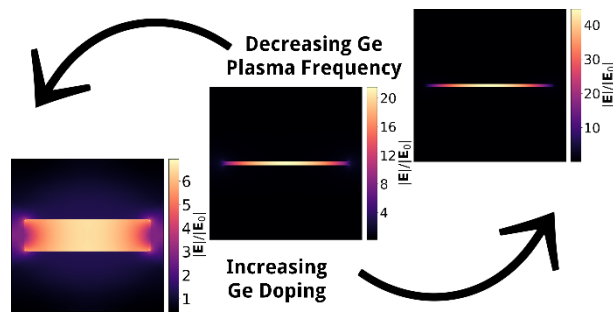 Decreasing Ge
Plasma Frequency
40
30
20
10
|E|/|E₀|
20
16
12
8
4
|E|/|E₀|
6
5
4
3
2
1
|E|/|E₀|
Increasing
Ge Doping